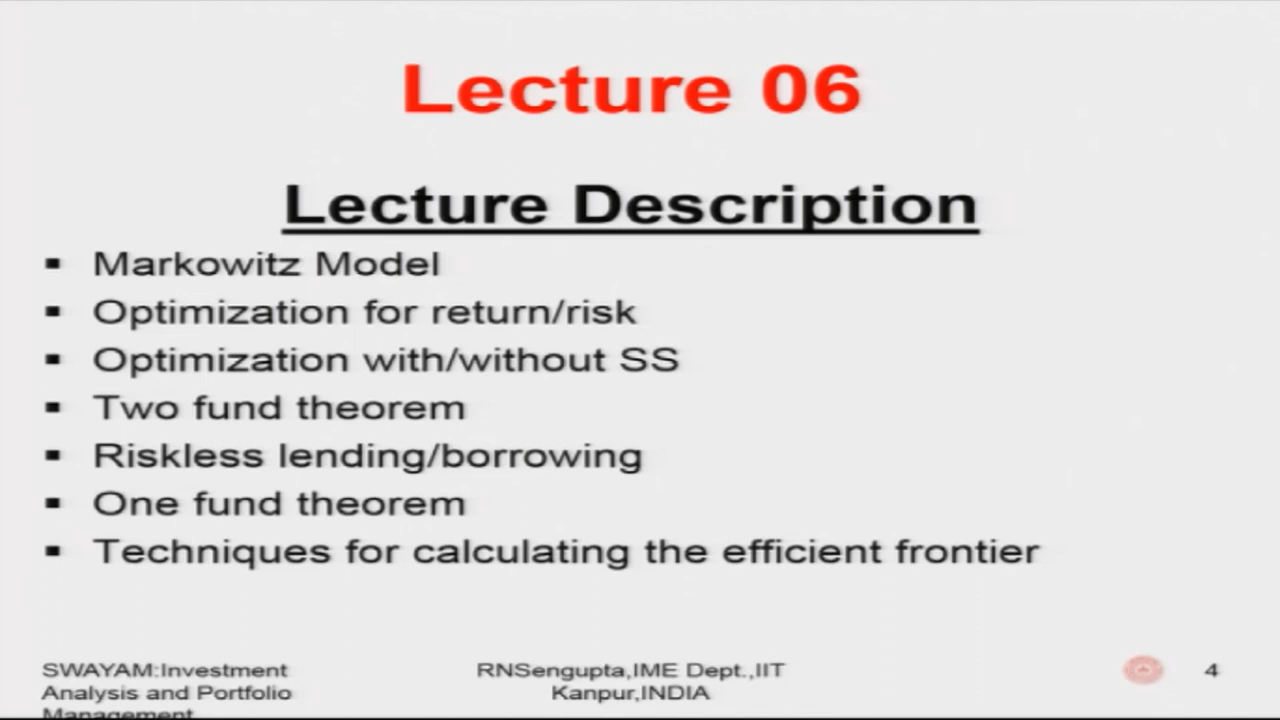 Lecture 06
Lecture Description
▪ Markowitz Model
▪ Optimization for return/risk
▪ Optimization with/without SS
▪ Two fund theorem
▪ Riskless lending/borrowing
▪ One fund theorem
▪ Techniques for calculating the efficient frontier
SWAYAM:Investment
Analysis and Portfolio
Management
RNSengupta,IME Dept.,IIT
Kanpur,INDIA
4